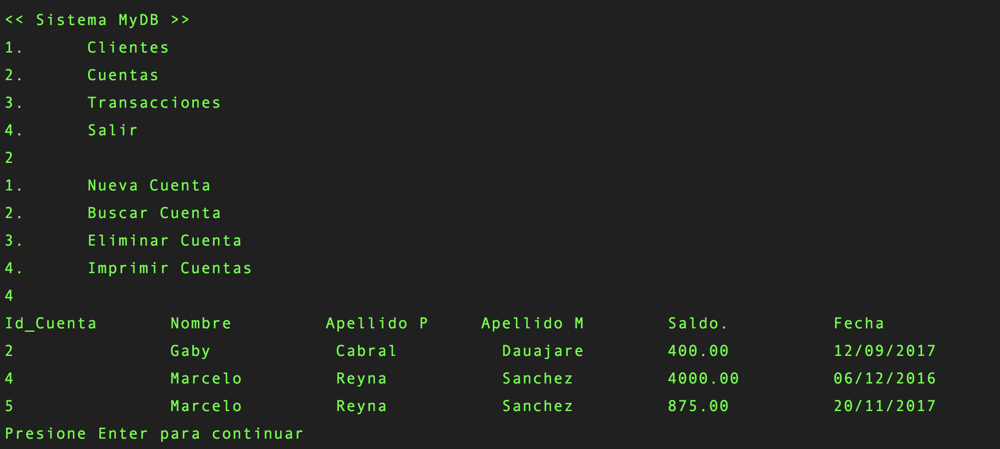 << Sistema MyDB >>
1.      Clientes
2.      Cuentas
3.      Transacciones
4.      Salir
2
1.      Nueva Cuenta
2.      Buscar Cuenta
3.      Eliminar Cuenta
4.      Imprimir Cuentas
4
Id_Cuenta       Nombre         Apellido P     Apellido M        Saldo.          Fecha
2               Gaby            Cabral          Dauajare        400.00          12/09/2017
4               Marcelo         Reyna           Sanchez         4000.00         06/12/2016
5               Marcelo         Reyna           Sanchez         875.00          20/11/2017
Presione Enter para continuar